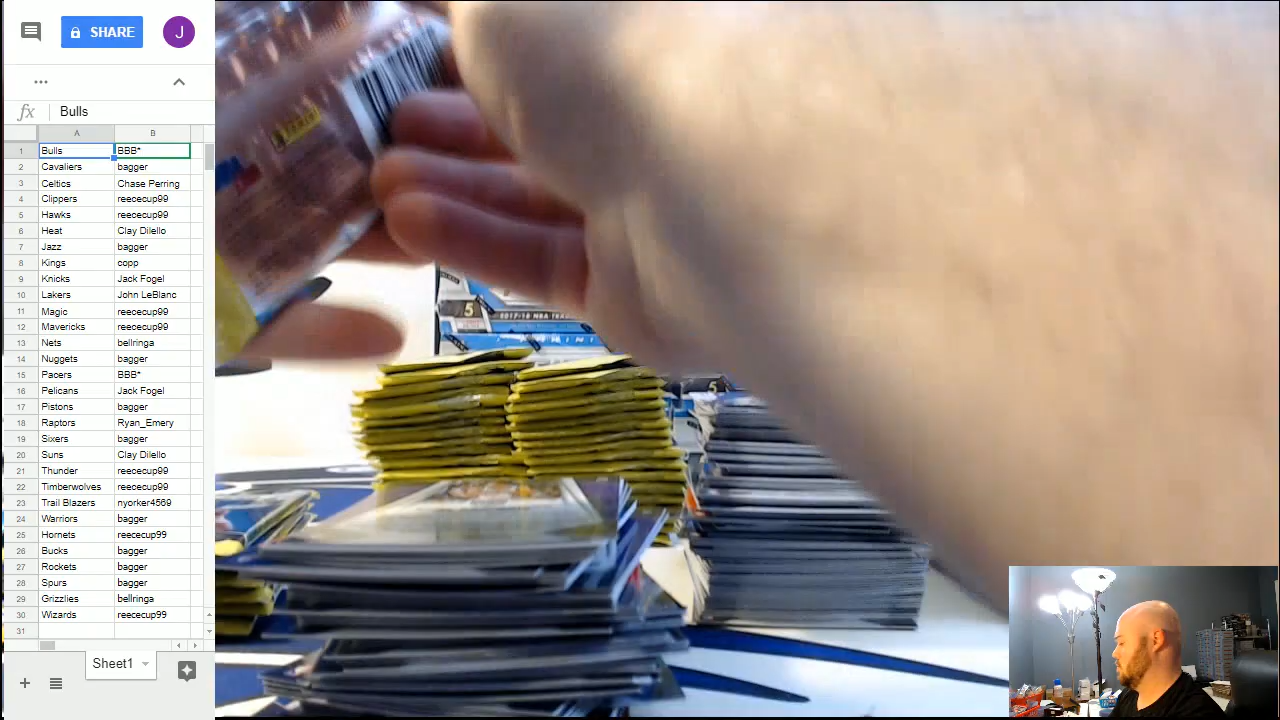 SHARE
J
...
fx Bulls
A B
1 Bulls BBB*
2 Cavaliers bagger
3 Celtics Chase Perring
4 Clippers reececup99
5 Hawks reececup99
6 Heat Clay Dilello
7 Jazz bagger
8 Kings copp
9 Knicks Jack Fogel
10 Lakers John LeBlanc
11 Magic reececup99
12 Mavericks reececup99
13 Nets bellringa
14 Nuggets bagger
15 Pacers BBB*
16 Pelicans Jack Fogel
17 Pistons bagger
18 Raptors Ryan_Emery
19 Sixers bagger
20 Suns Clay Dilello
21 Thunder reececup99
22 Timberwolves reececup99
23 Trail Blazers nyorker4569
24 Warriors bagger
25 Hornets reececup99
26 Bucks bagger
27 Rockets bagger
28 Spurs bagger
29 Grizzlies bellringa
30 Wizards reececup99
31
Sheet1
5 2017-18 NBA
5